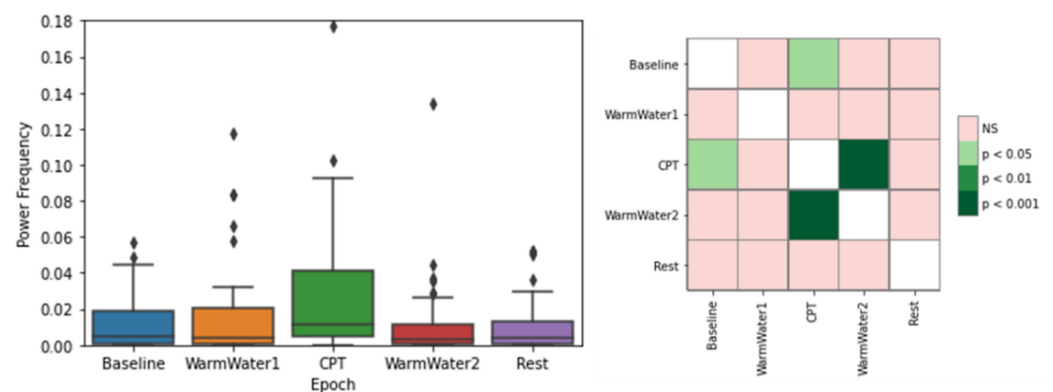 0.18
0.16
0.14
0.12
0.10
0.08
0.06
0.04
0.02
0.00
Power Frequency
Baseline WarmWater1 CPT WarmWater2 Rest
Epoch
Baseline
WarmWater1
CPT
WarmWater2
Rest
Baseline
WarmWater1
CPT
WarmWater2
Rest
NS
p < 0.05
p < 0.01
p < 0.001